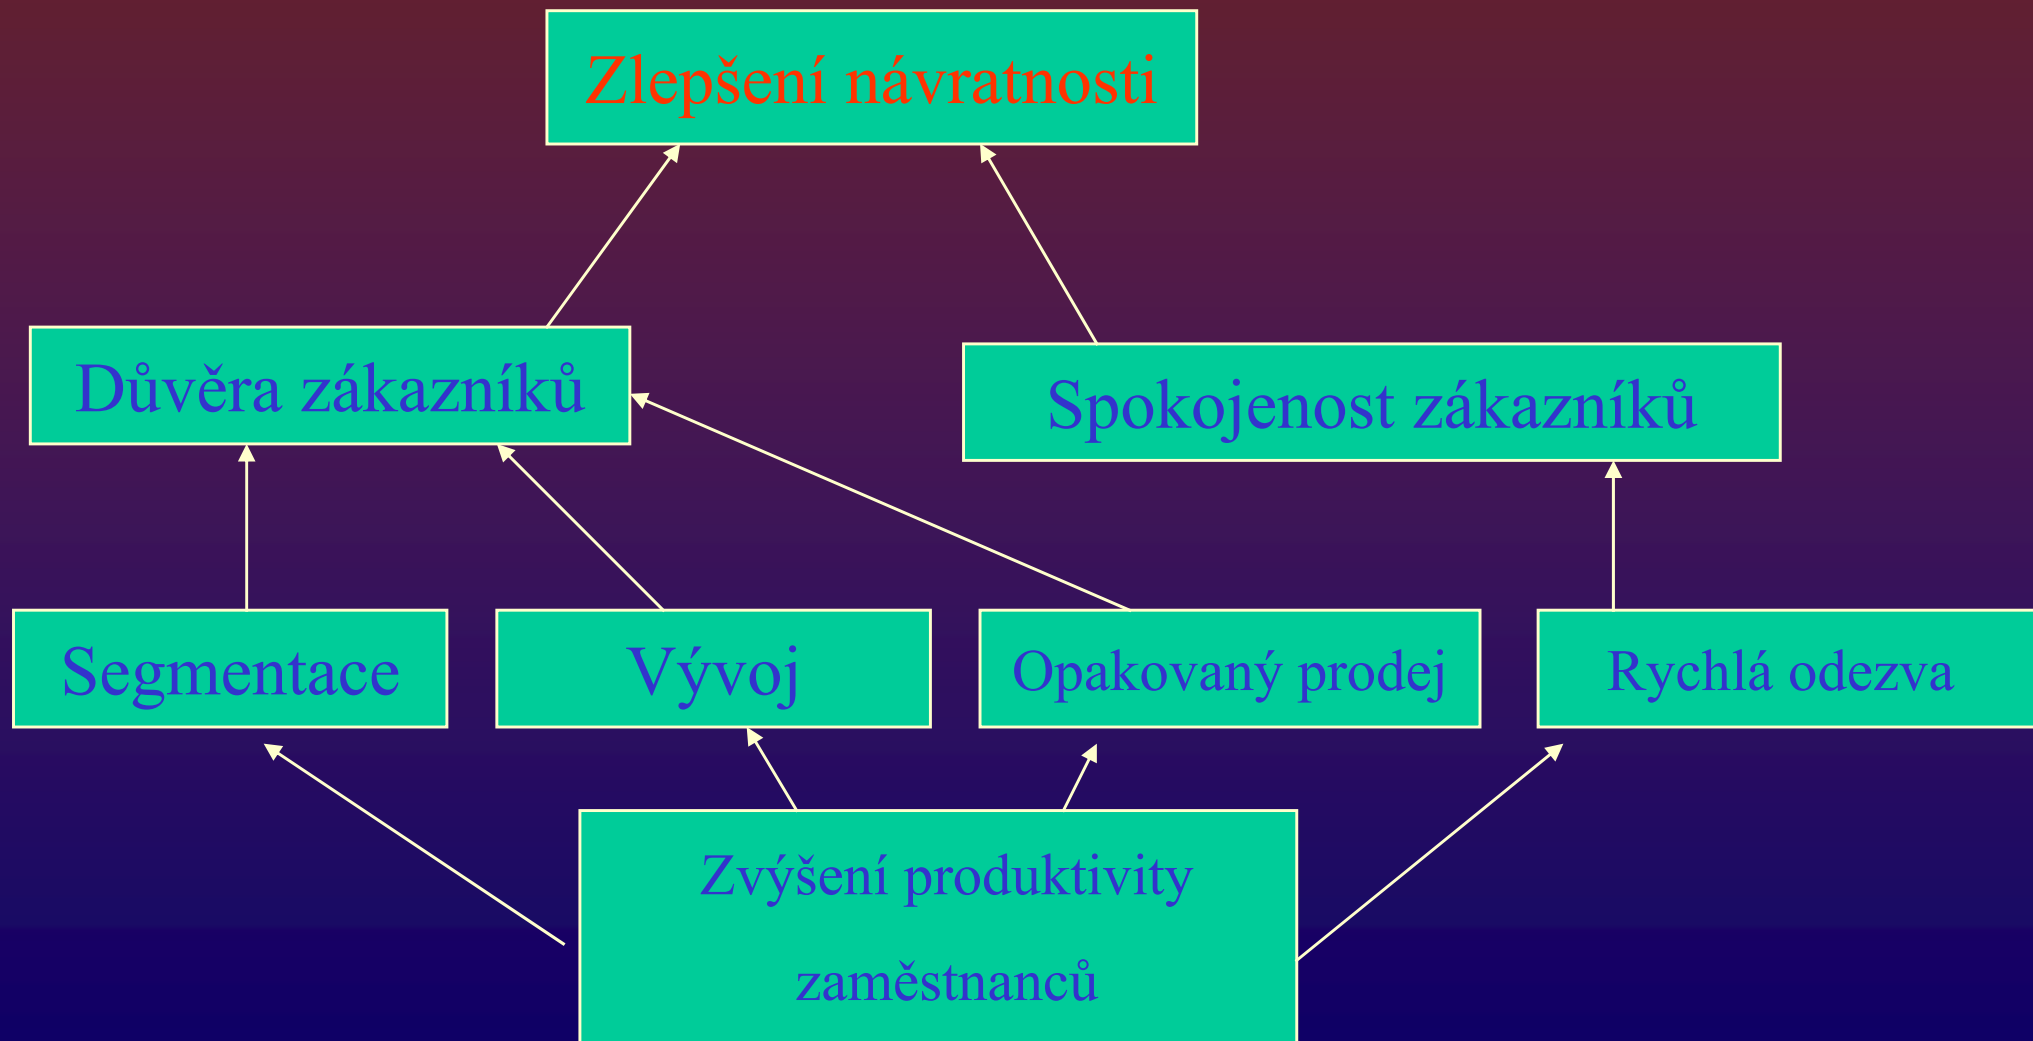 Zlepšení návratnosti
Důvěra zákazníků
Spokojenost zákazníků
Segmentace
Vývoj
Opakovaný prodej
Rychlá odezva
Zvýšení produktivity
zaměstnanců